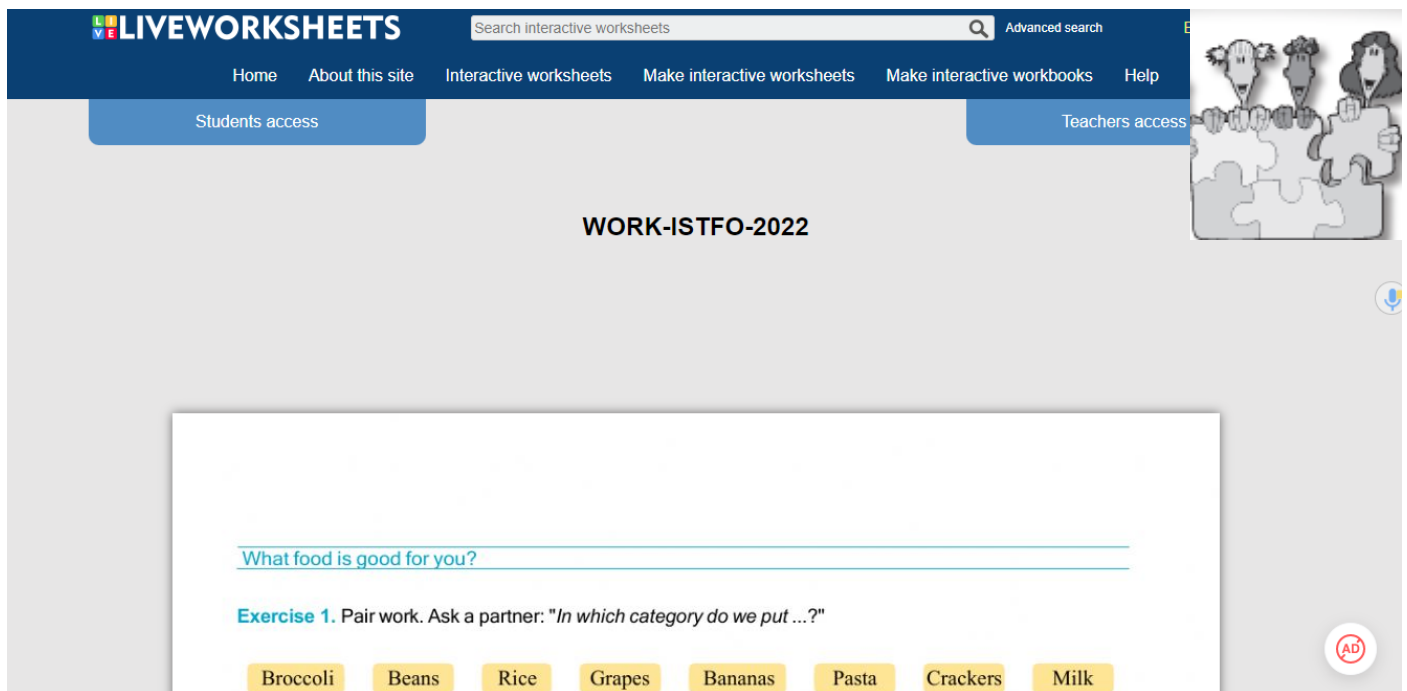 LIVE LIVEWORKSHEETS
Search interactive worksheets
Advanced search
E
Home About this site Interactive worksheets Make interactive worksheets Make interactive workbooks Help
Students access
Teachers access
WORK-ISTFO-2022
What food is good for you?
Exercise 1. Pair work. Ask a partner: "In which category do we put ...?"
Broccoli Beans Rice Grapes Bananas Pasta Crackers Milk
AD